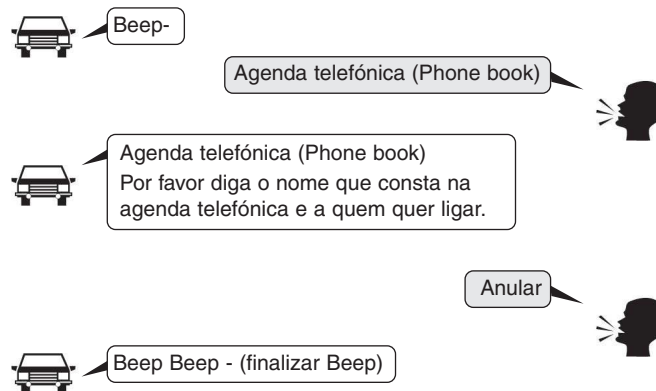 Beep-
Agenda telefónica (Phone book)
Agenda telefónica (Phone book)
Por favor diga o nome que consta na
agenda telefónica e a quem quer ligar.
Anular
Beep Beep - (finalizar Beep)